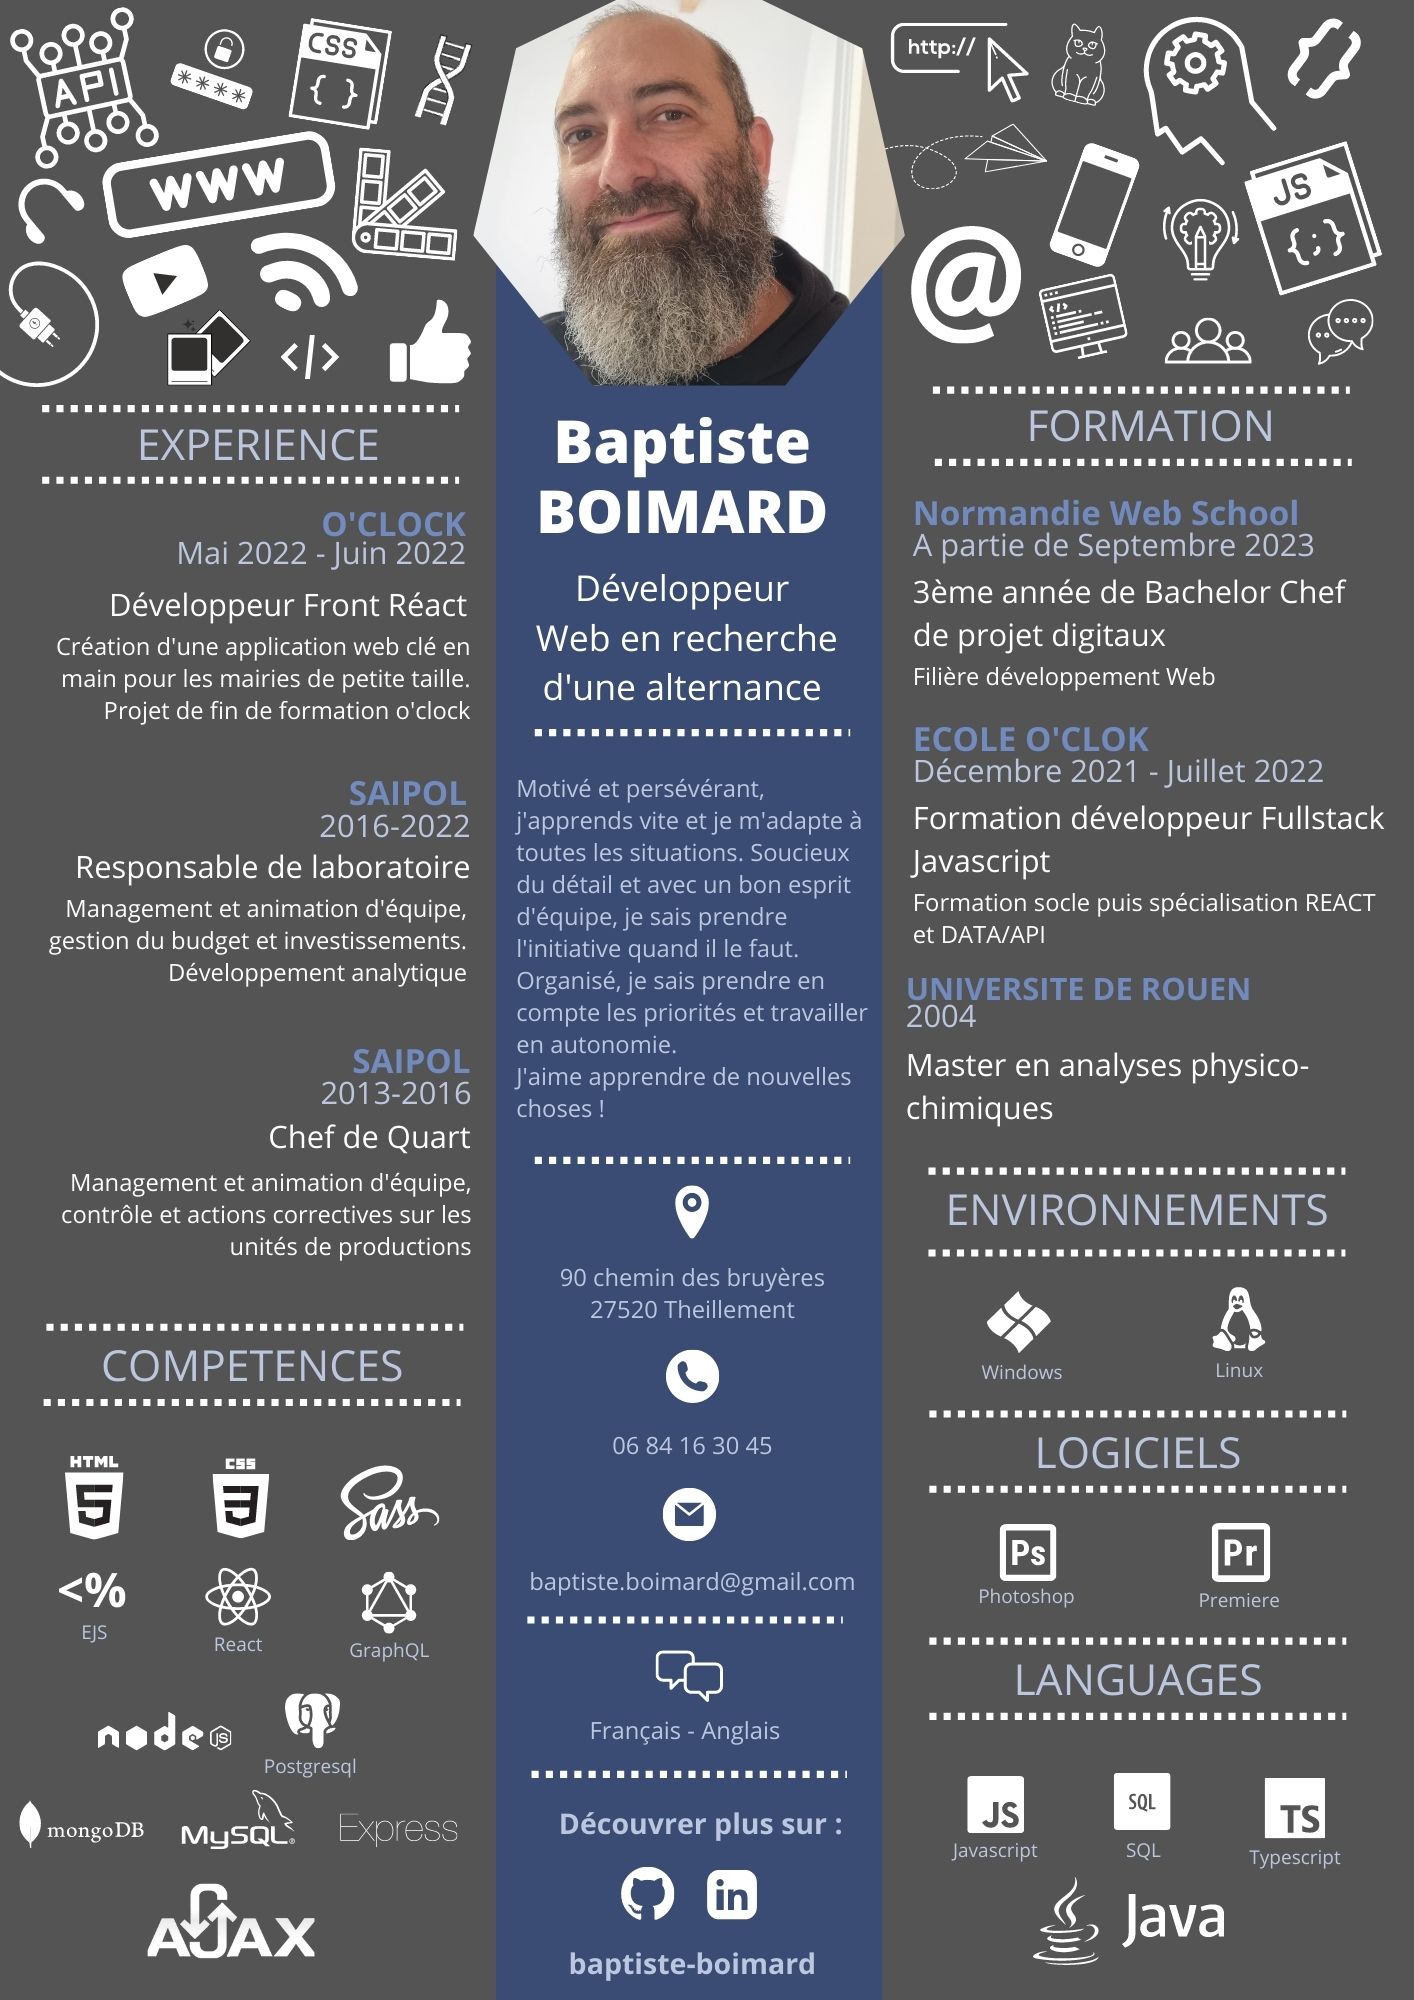 API
****
CSS
{ }
WWW
</>
http://
JS
{;}
@
EXPERIENCE
O'CLOCK
Mai 2022 - Juin 2022
Développeur Front Réact
Création d'une application web clé en
main pour les mairies de petite taille.
Projet de fin de formation o'clock
SAIPOL
2016-2022
Responsable de laboratoire
Management et animation d'équipe,
gestion du budget et investissements.
Développement analytique
SAIPOL
2013-2016
Chef de Quart
Management et animation d'équipe,
contrôle et actions correctives sur les
unités de productions
COMPETENCES
HTML
5
CSS
3
Sass
<%
EJS
React
GraphQL
node
JS
Postgresql
mongoDB
MySQL®
Express
AJAX
Baptiste
BOIMARD
Développeur
Web en recherche
d'une alternance
Motivé et persévérant,
j'apprends vite et je m'adapte à
toutes les situations. Soucieux
du détail et avec un bon esprit
d'équipe, je sais prendre
l'initiative quand il le faut.
Organisé, je sais prendre en
compte les priorités et travailler
en autonomie.
J'aime apprendre de nouvelles
choses !
90 chemin des bruyères
27520 Theillement
06 84 16 30 45
baptiste.boimard@gmail.com
Français - Anglais
Découvrer plus sur :
in
baptiste-boimard
FORMATION
Normandie Web School
A partie de Septembre 2023
3ème année de Bachelor Chef
de projet digitaux
Filière développement Web
ECOLE O'CLOK
Décembre 2021 - Juillet 2022
Formation développeur Fullstack
Javascript
Formation socle puis spécialisation REACT
et DATA/API
UNIVERSITE DE ROUEN
2004
Master en analyses physico-
chimiques
ENVIRONNEMENTS
Windows
Linux
LOGICIELS
Ps
Photoshop
Pr
Premiere
LANGUAGES
JS
Javascript
SQL
SQL
TS
Typescript
Java